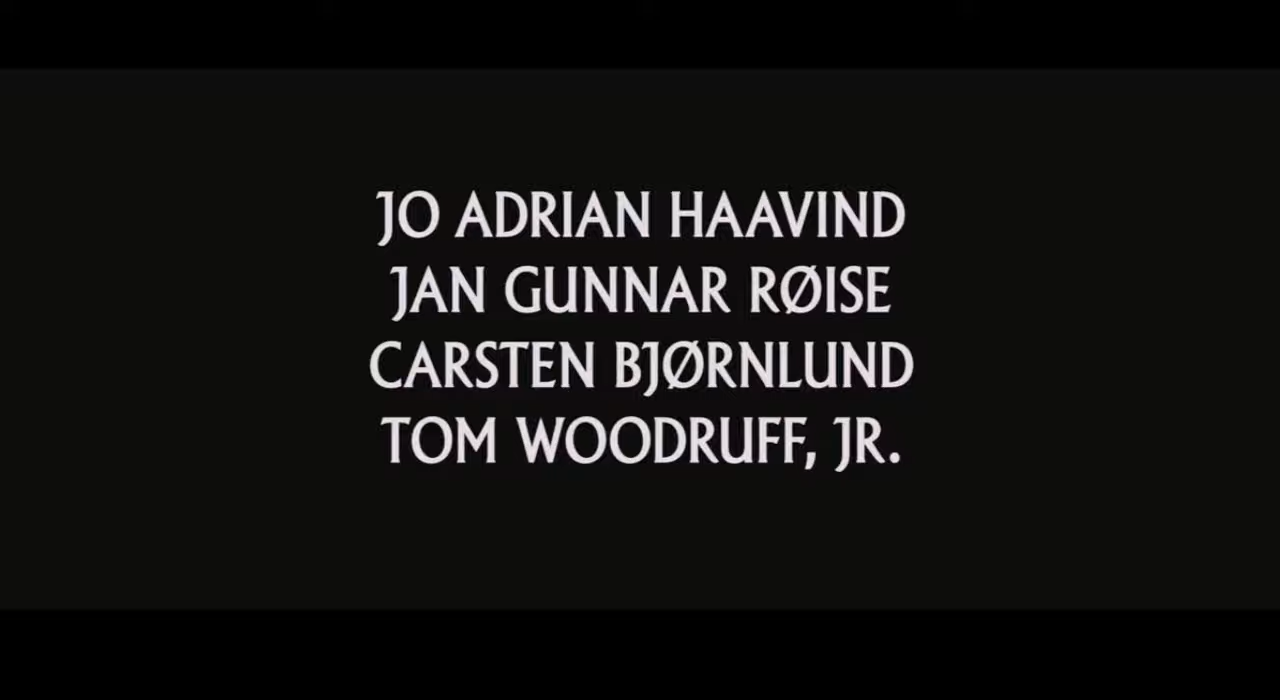 JO ADRIAN HAAVIND
JAN GUNNAR RØISE
CARSTEN BJØRNLUND
TOM WOODRUFF, JR.